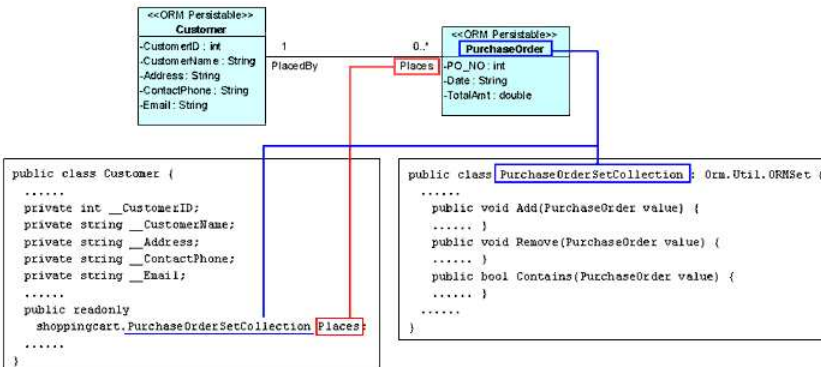 <<ORM Persistable>>
Customer
-CustomerID : int
-CustomerName : String
-Address : String
-ContactPhone : String
-Email : String
1
0..*
PlacedBy
Places
<<ORM Persistable>>
PurchaseOrder
-PO_NO : int
-Date : String
-TotalAmt : double
public class Customer {
......
private int __CustomerID;
private string __CustomerName;
private string __Address;
private string __ContactPhone;
private string __Email;
......
public readonly
shoppingcart.PurchaseOrderSetCollection Places;
......
}
public class PurchaseOrderSetCollection : Orm.Util.ORMSet {
......
public void Add(PurchaseOrder value) {
...... }
public void Remove(PurchaseOrder value) {
...... }
public bool Contains(PurchaseOrder value) {
...... }
......
}